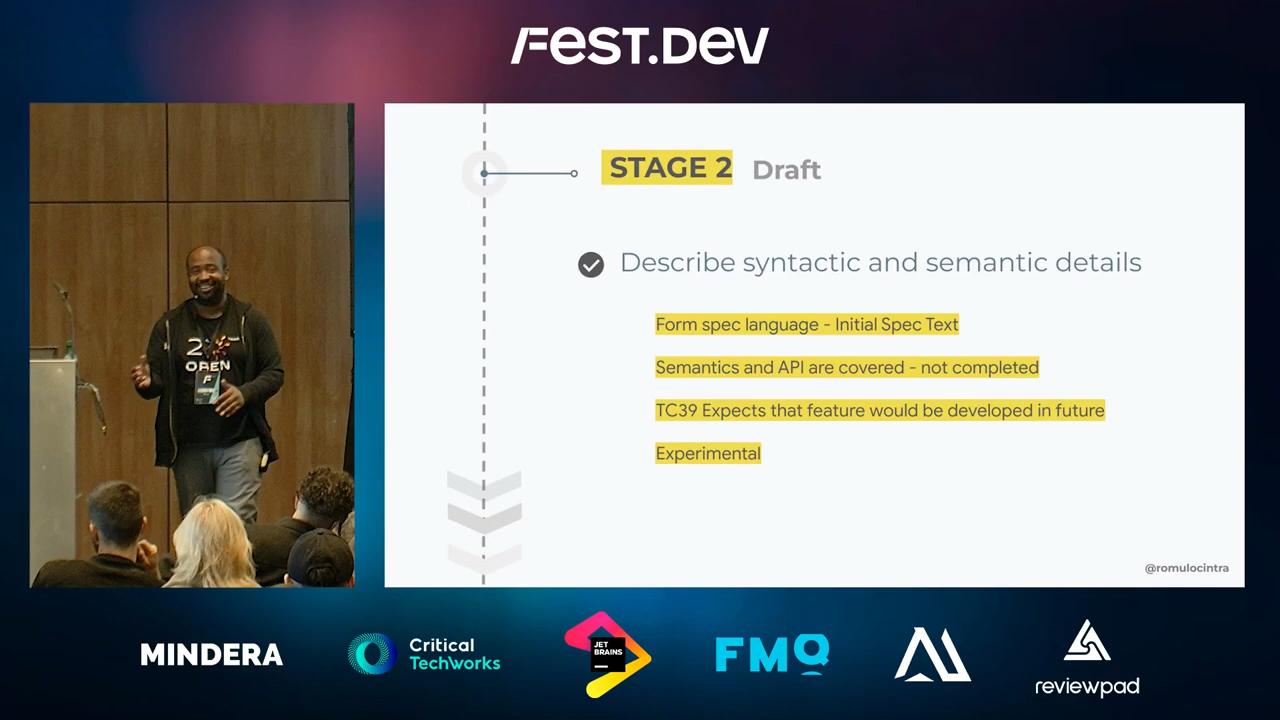 FEST.DEV
STAGE 2 Draft
Describe syntactic and semantic details
Form spec language - Initial Spec Text
Semantics and API are covered - not completed
TC39 Expects that feature would be developed in future
Experimental
@romulocintra
2
OPEN
MINDERA
Critical
TechWorks
JET
BRAINS
FMQ
reviewpad